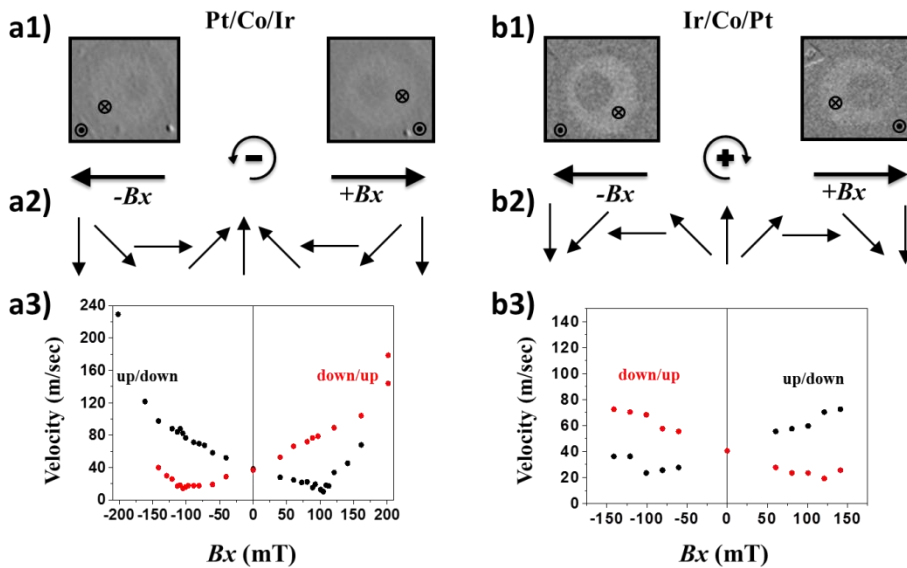 a1)
Pt/Co/Ir
-Bx
+Bx
a2)
a3)
240
200
160
120
80
40
0
Velocity (m/sec)
up/down
down/up
-200 -150 -100 -50 0 50 100 150 200
Bx (mT)
b1)
Ir/Co/Pt
-Bx
+Bx
b2)
b3)
140
120
100
80
60
40
20
0
Velocity (m/sec)
down/up
up/down
-150 -100 -50 0 50 100 150
Bx (mT)